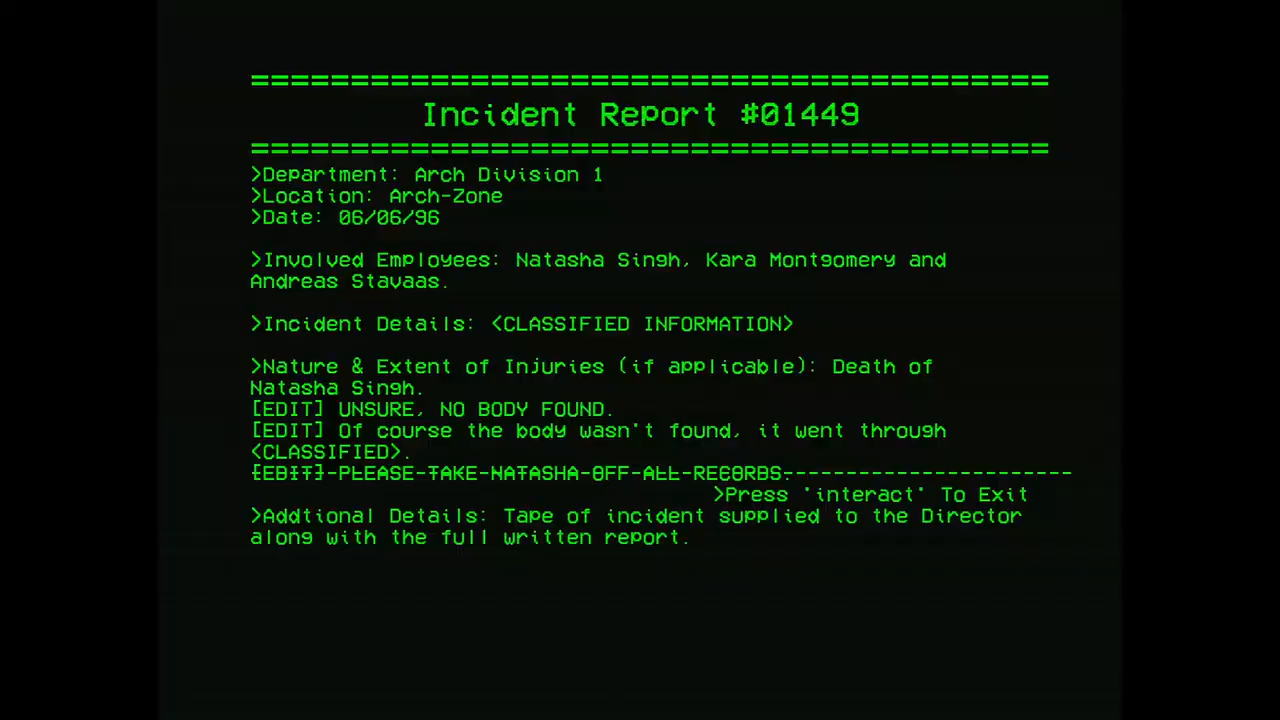 ========================================
Incident Report #01449
========================================
>Department: Arch Division 1
>Location: Arch-Zone
>Date: 06/06/96
>Involved Employees: Natasha Singh, Kara Montgomery and
Andreas Stavaas.
>Incident Details: <CLASSIFIED INFORMATION>
>Nature & Extent of Injuries (if applicable): Death of
Natasha Singh.
[EDIT] UNSURE, NO BODY FOUND.
[EDIT] Of course the body wasn't found, it went through
<CLASSIFIED>.
[EDIT] PLEASE TAKE NATASHA OFF ALL RECORDS.
>Press 'interact' To Exit
>Addtional Details: Tape of incident supplied to the Director
along with the full written report.